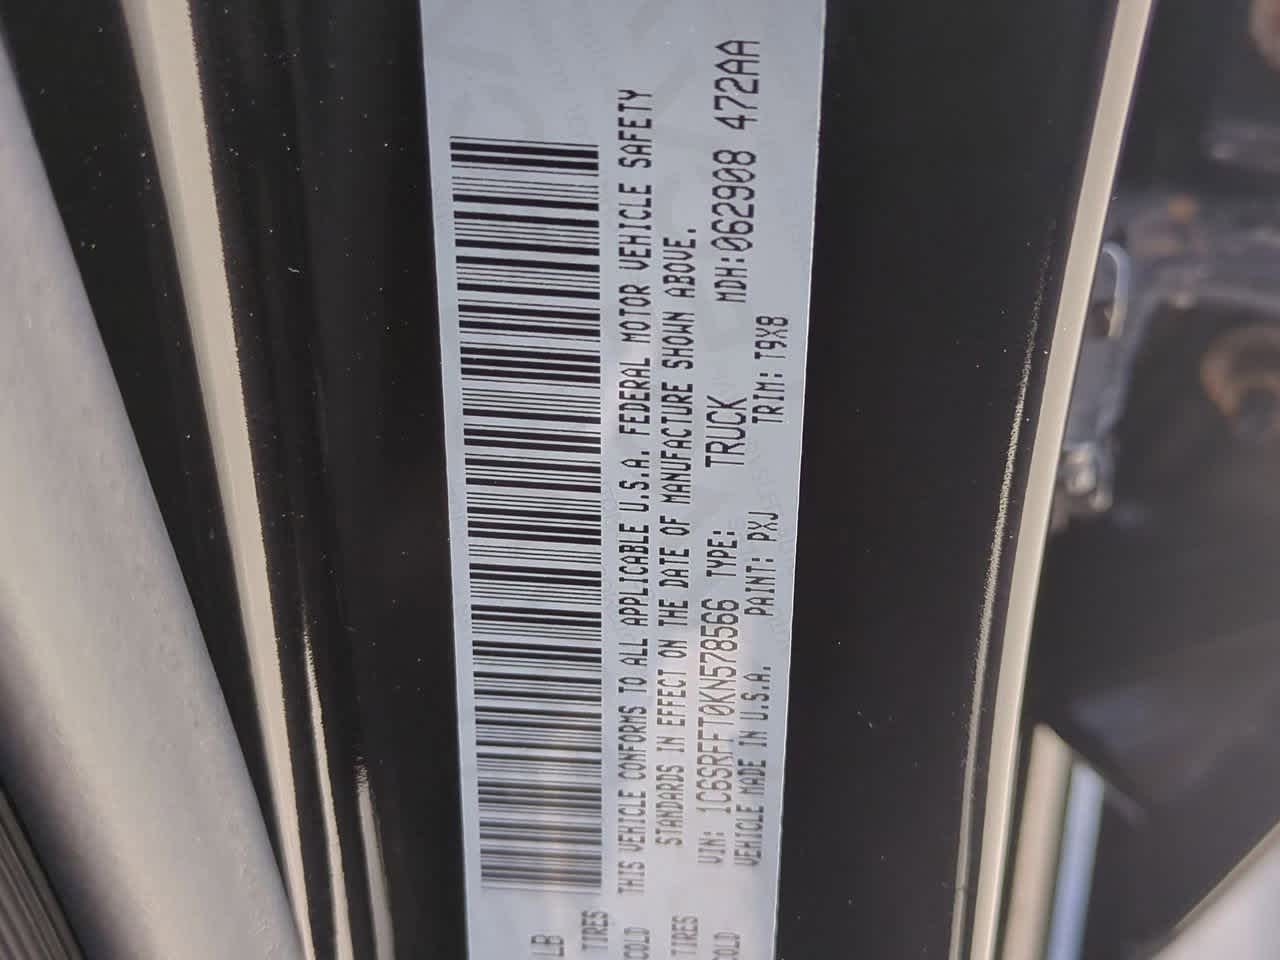 LB
TIRES
COLD
TIRES
COLD
THIS VEHICLE CONFORMS TO ALL APPLICABLE U.S.A. FEDERAL MOTOR VEHICLE SAFETY
STANDARDS IN EFFECT ON THE DATE OF MANUFACTURE SHOWN ABOVE.
VIN: 1C6SRFFT0KN578566 TYPE: TRUCK MDH:062908 472AA
VEHICLE MADE IN U.S.A. PAINT: PXJ TRIM: T9X8